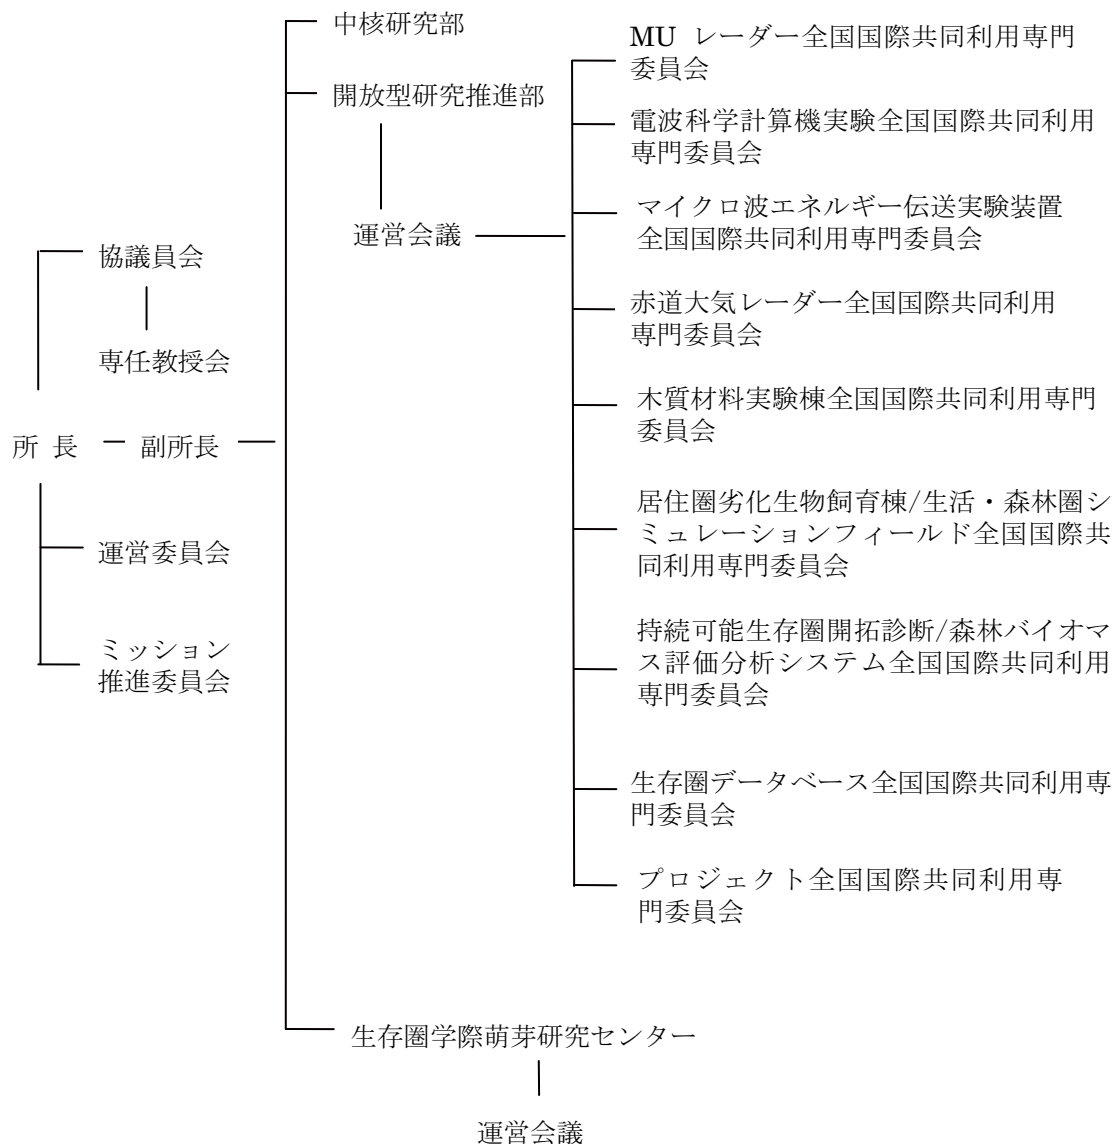 中核研究部
開放型研究推進部
運営会議
MU レーダー全国国際共同利用専門
委員会
電波科学計算機実験全国国際共同利用
専門委員会
マイクロ波エネルギー伝送実験装置
全国国際共同利用専門委員会
赤道大気レーダー全国国際共同利用
専門委員会
木質材料実験棟全国国際共同利用専門
委員会
居住圏劣化生物飼育棟/生活・森林圏シ
ミュレーションフィールド全国国際共
同利用専門委員会
持続可能生存圏開拓診断/森林バイオマ
ス評価分析システム全国国際共同利用
専門委員会
生存圏データベース全国国際共同利用専
門委員会
プロジェクト全国国際共同利用専
門委員会
協議員会
専任教授会
所 長
副所長
運営委員会
ミッション
推進委員会
生存圏学際萌芽研究センター
運営会議